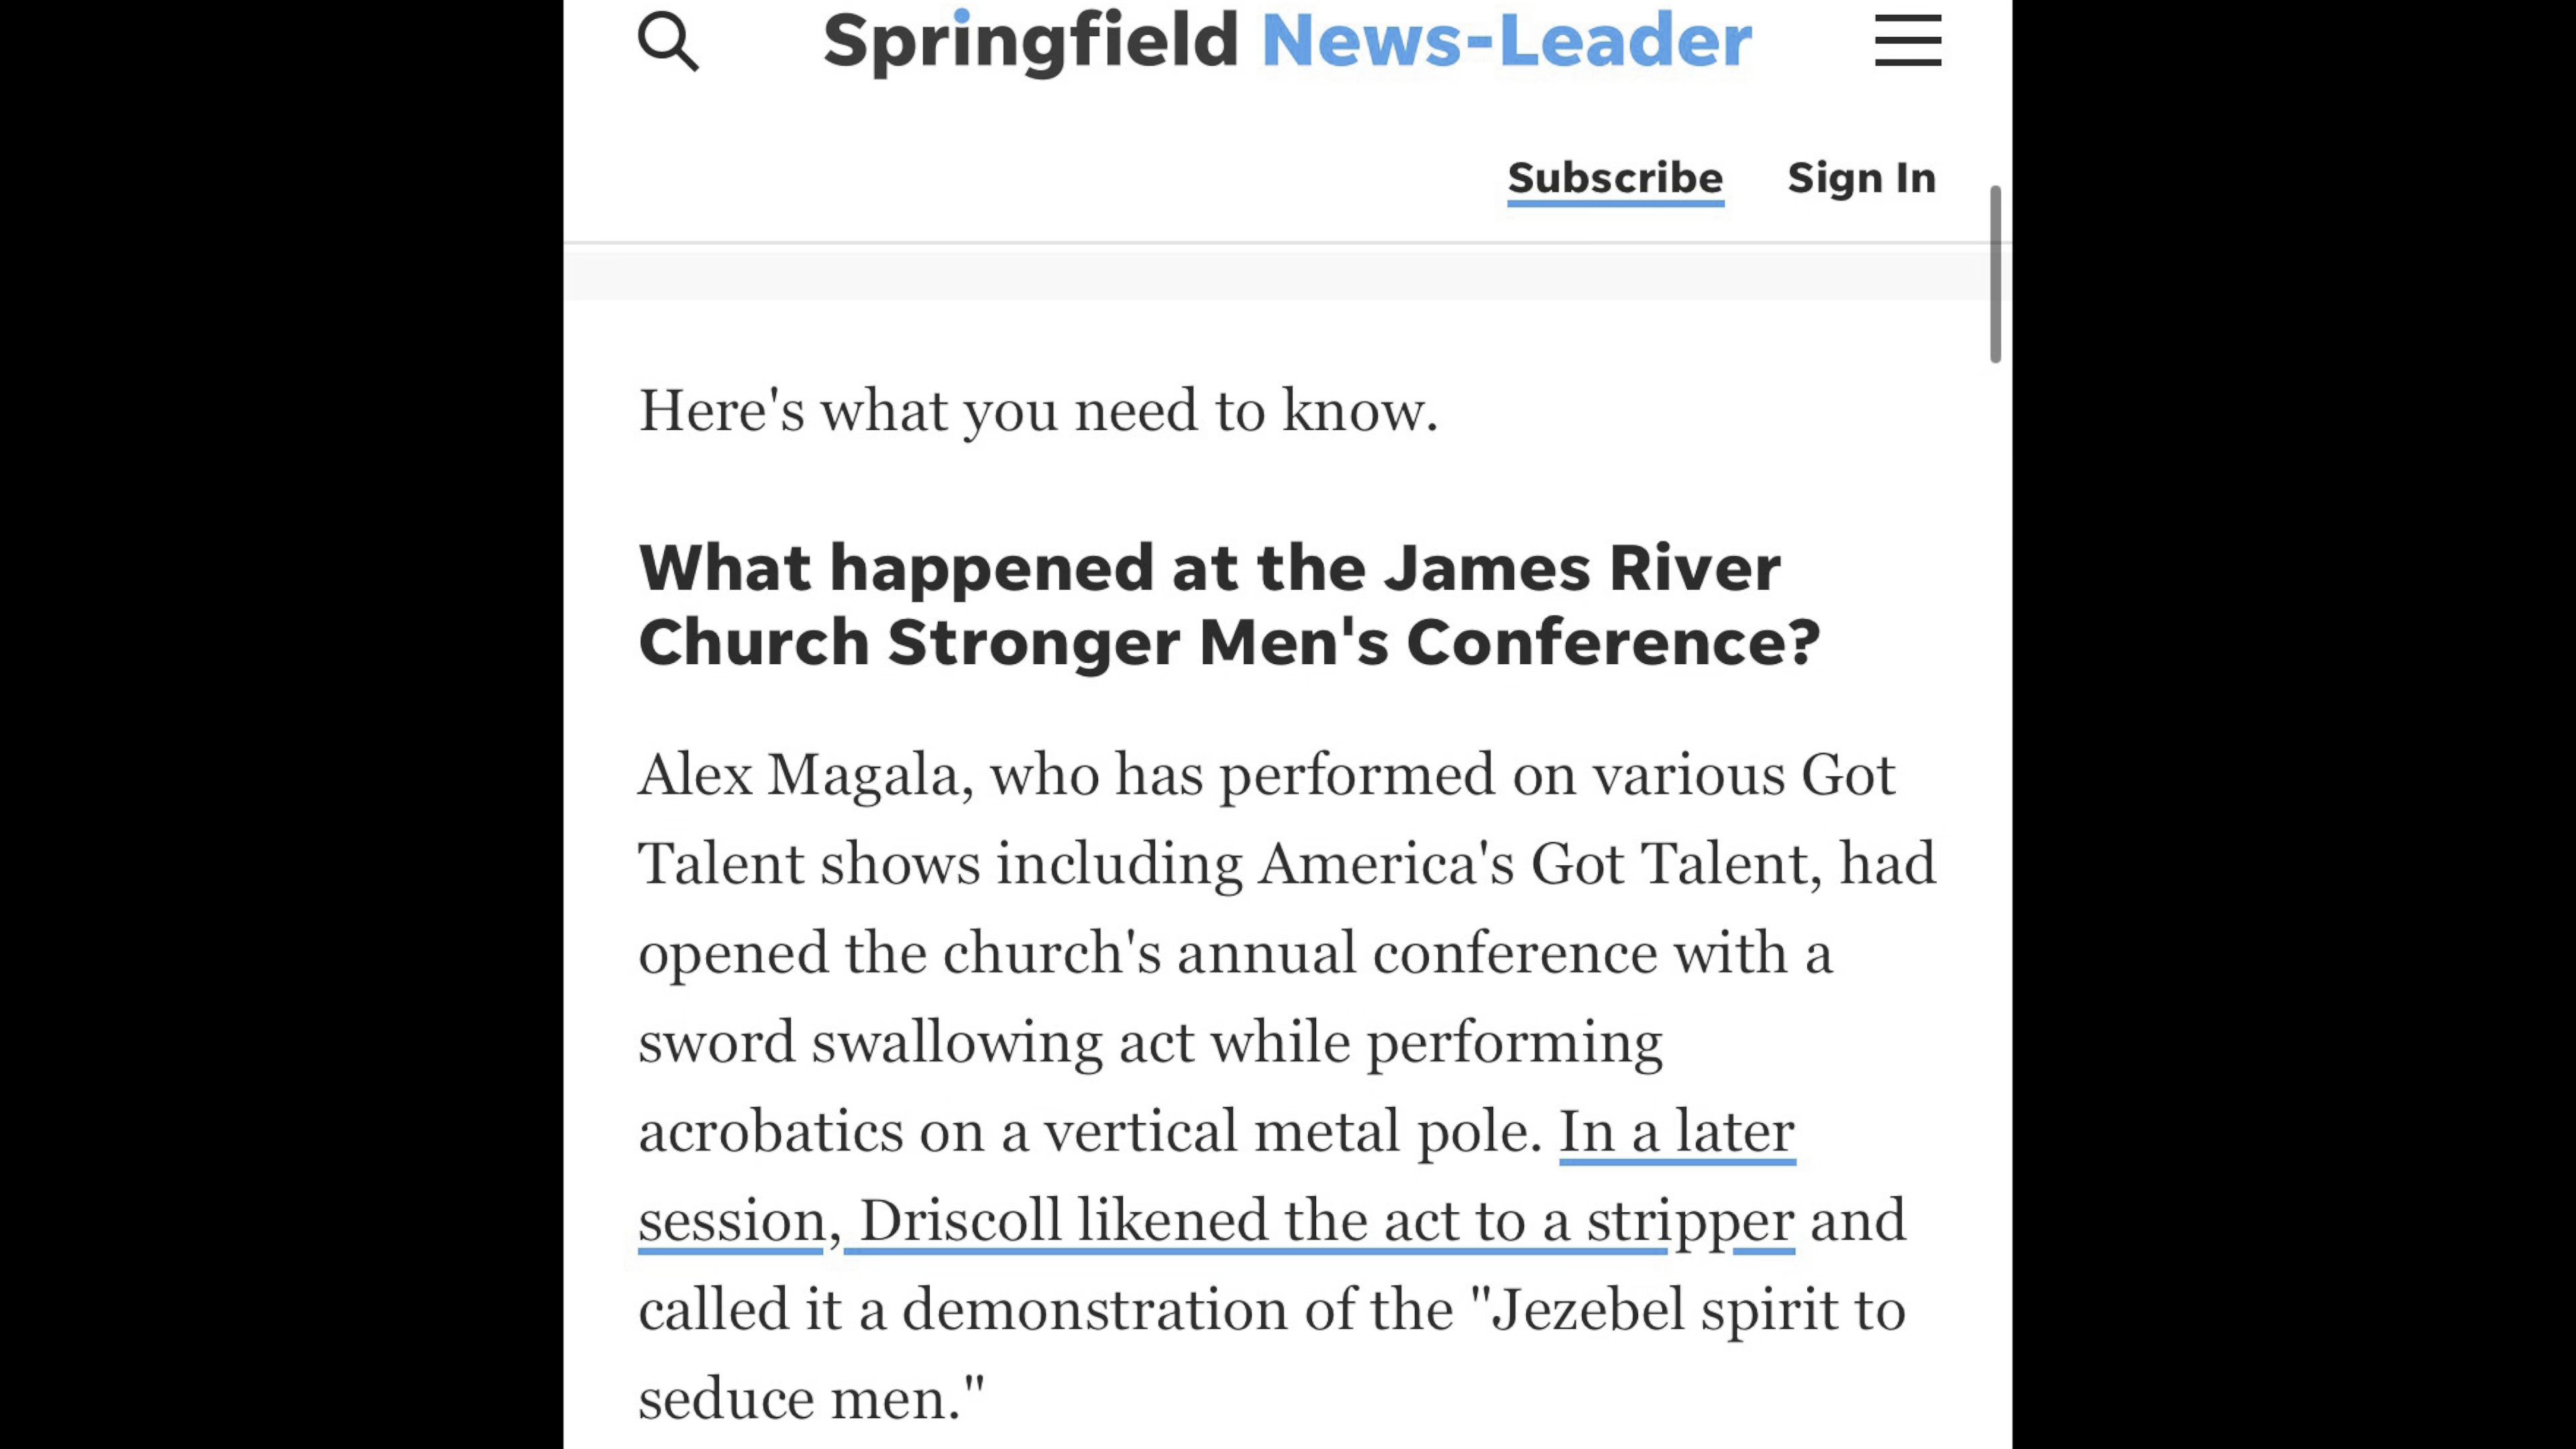 Springfield News-Leader
Subscribe Sign In
Here's what you need to know.
What happened at the James River
Church Stronger Men's Conference?
Alex Magala, who has performed on various Got
Talent shows including America's Got Talent, had
opened the church's annual conference with a
sword swallowing act while performing
acrobatics on a vertical metal pole. In a later
session, Driscoll likened the act to a stripper and
called it a demonstration of the "Jezebel spirit to
seduce men."